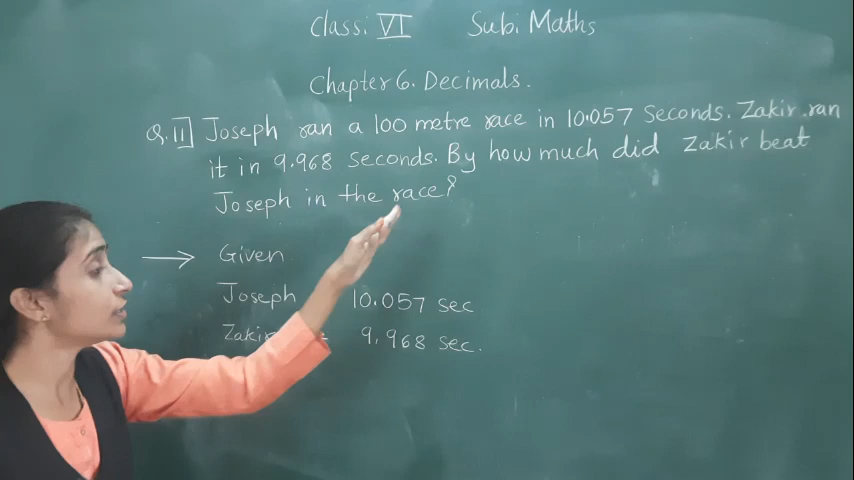 Class: VI Sub: Maths
Chapter 6. Decimals.
Q.11] Joseph ran a 100 metre race in 10.057 Seconds. Zakir ran
it in 9.968 seconds. By how much did Zakir beat
Joseph in the race?
→ Given
Joseph 10.057 sec
Zakir = 9.968 sec.